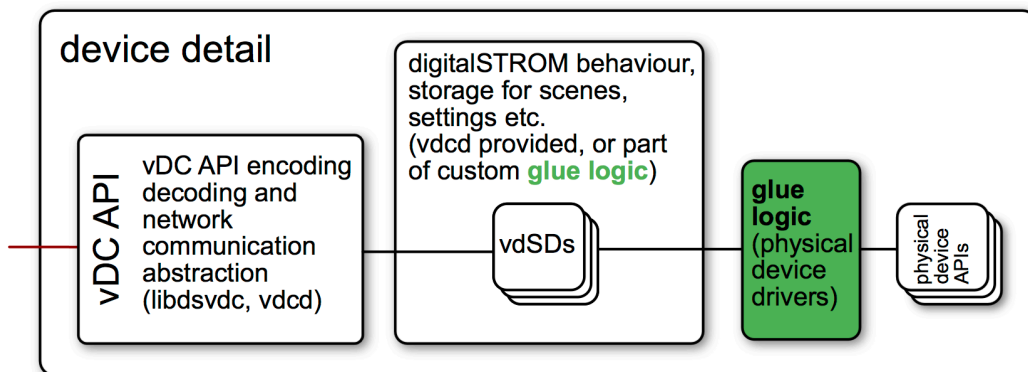 device detail
vDC API
vDC API encoding
decoding and
network
communication
abstraction
(libdsvdc, vdcd)
digitalSTROM behaviour,
storage for scenes,
settings etc.
(vdcd provided, or part
of custom glue logic)
vdSDs
glue
logic
(physical
device
drivers)
physical
device
APIs